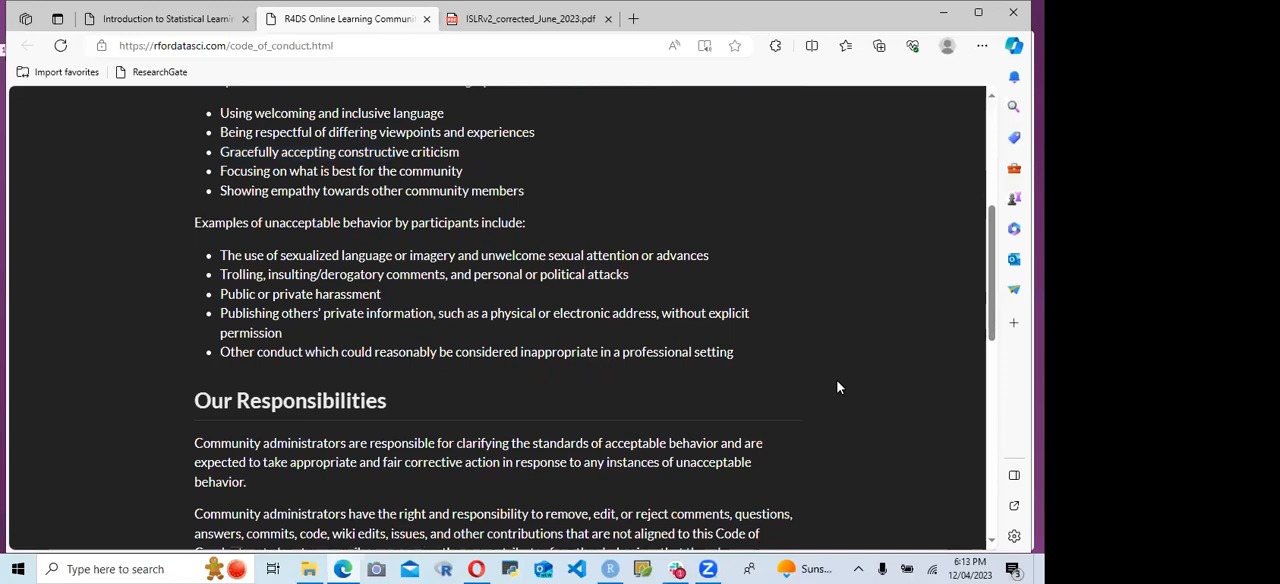 Introduction to Statistical Learni
R4DS Online Learning Communi
ISLRv2_corrected_June_2023.pdf
https://rfordatasci.com/code_of_conduct.html
Import favorites
ResearchGate
Using welcoming and inclusive language
Being respectful of differing viewpoints and experiences
Gracefully accepting constructive criticism
Focusing on what is best for the community
Showing empathy towards other community members
Examples of unacceptable behavior by participants include:
The use of sexualized language or imagery and unwelcome sexual attention or advances
Trolling, insulting/derogatory comments, and personal or political attacks
Public or private harassment
Publishing others' private information, such as a physical or electronic address, without explicit
permission
Other conduct which could reasonably be considered inappropriate in a professional setting
Our Responsibilities
Community administrators are responsible for clarifying the standards of acceptable behavior and are
expected to take appropriate and fair corrective action in response to any instances of unacceptable
behavior.
Community administrators have the right and responsibility to remove, edit, or reject comments, questions,
answers, commits, code, wiki edits, issues, and other contributions that are not aligned to this Code of
Type here to search
Suns...
6:13 PM
12/04/2023